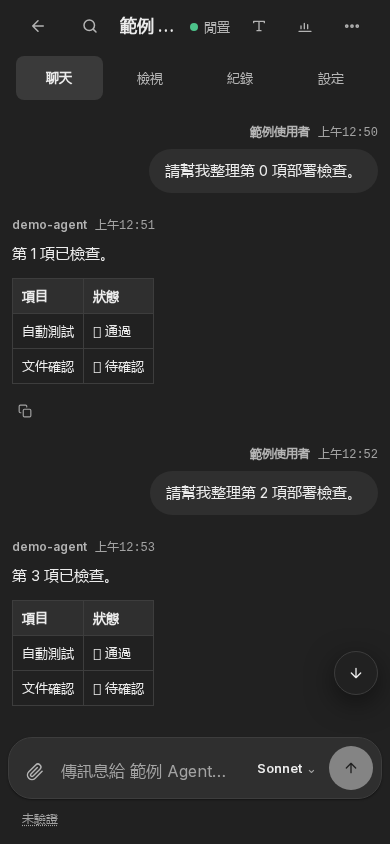 範例 …
閒置
聊天
檢視
紀錄
設定
範例使用者 上午12:50
請幫我整理第 0 項部署檢查。
demo-agent 上午12:51
第 1 項已檢查。
項目 狀態
自動測試 通過
文件確認 待確認
範例使用者 上午12:52
請幫我整理第 2 項部署檢查。
demo-agent 上午12:53
第 3 項已檢查。
項目 狀態
自動測試 通過
文件確認 待確認
傳訊息給 範例 Agent…
Sonnet
未驗證